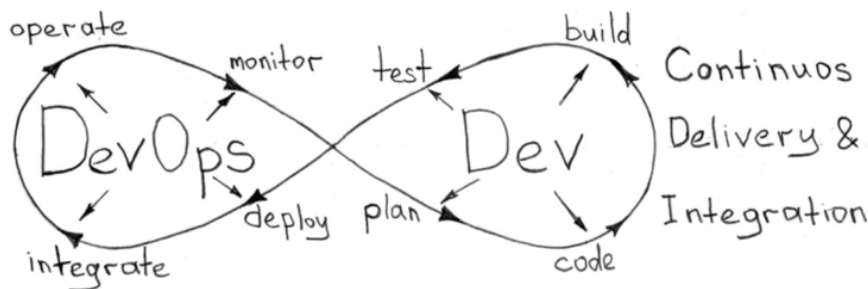 operate
monitor
test
build
DevOps
Dev
integrate
deploy
plan
code
Continuos
Delivery &
Integration